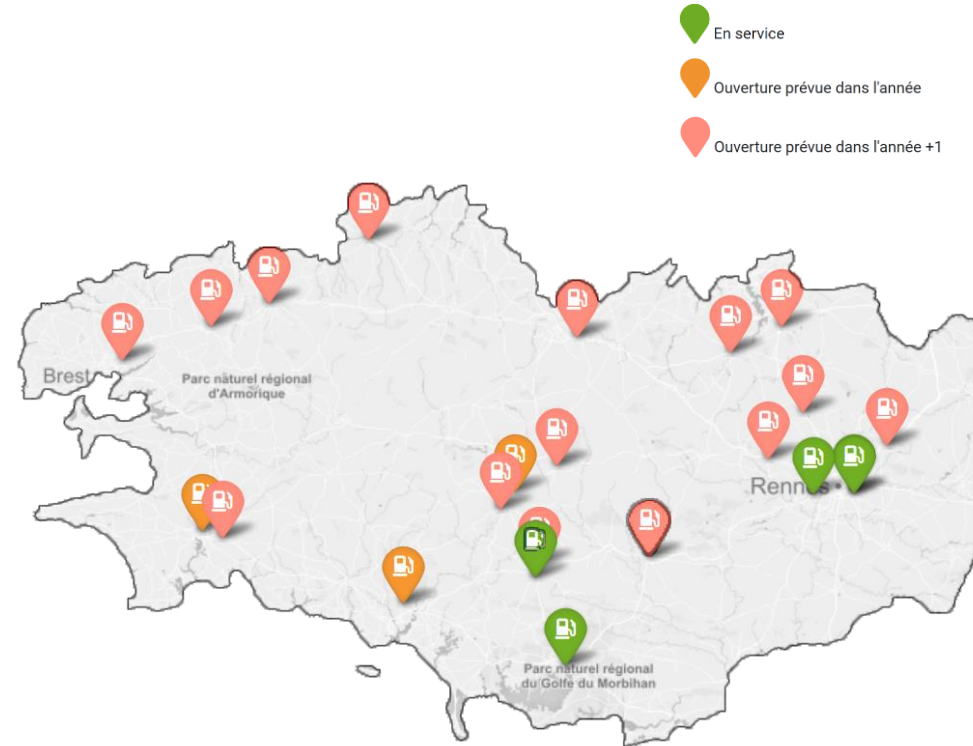 En service
Ouverture prévue dans l'année
Ouverture prévue dans l'année +1
Brest
Parc naturel régional
d'Armorique
Rennes
Parc naturel régional
du Golfe du Morbihan